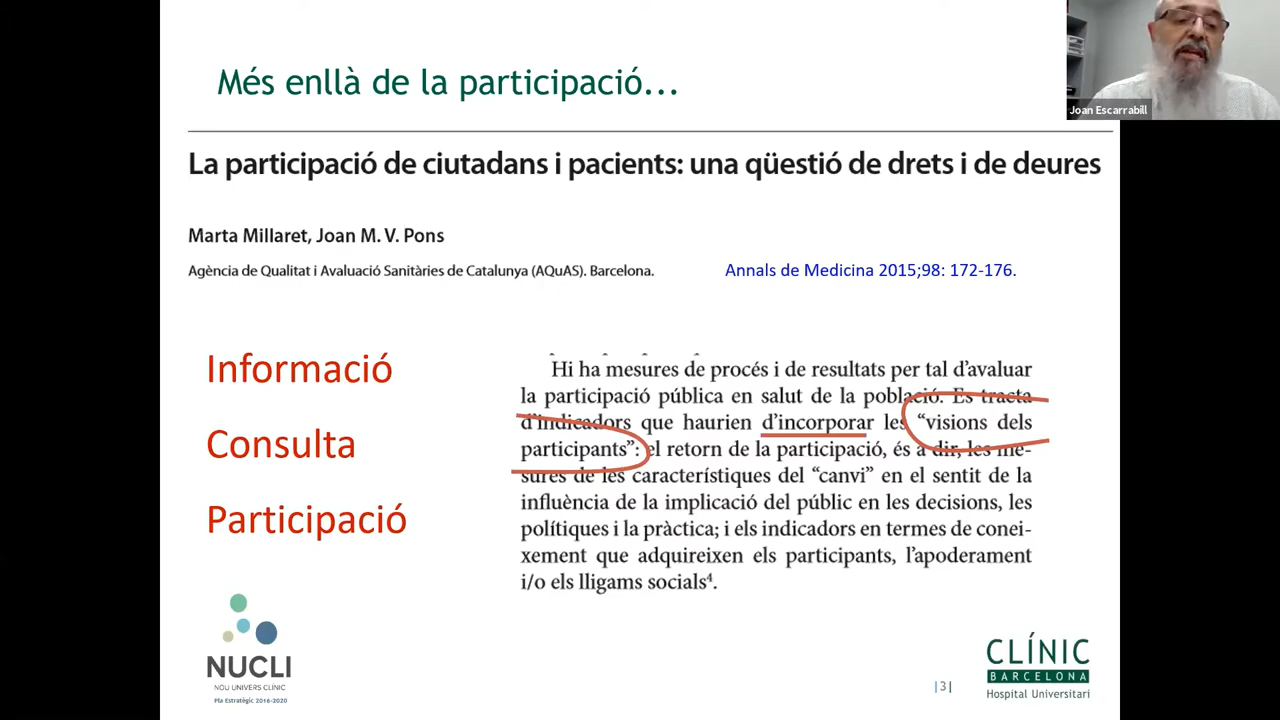 Més enllà de la participació...
Joan Escarrabill
La participació de ciutadans i pacients: una qüestió de drets i de deures
Marta Millaret, Joan M. V. Pons
Agència de Qualitat i Avaluació Sanitàries de Catalunya (AQuAS). Barcelona.
Annals de Medicina 2015;98: 172-176.
Informació
Consulta
Participació
Hi ha mesures de procés i de resultats per tal d'avaluar
la participació pública en salut de la població. Es tracta
d'indicadors que haurien d'incorporar les “visions dels
participants”: el retorn de la participació, és a dir, les me-
sures de les característiques del “canvi” en el sentit de la
influència de la implicació del públic en les decisions, les
polítiques i la pràctica; i els indicadors en termes de conei-
xement que adquireixen els participants, l'apoderament
i/o els lligams socials⁴.
NUCLI
NOU UNIVERS CLÍNIC
Pla Estratègic 2016-2020
|3|
CLÍNIC
BARCELONA
Hospital Universitari